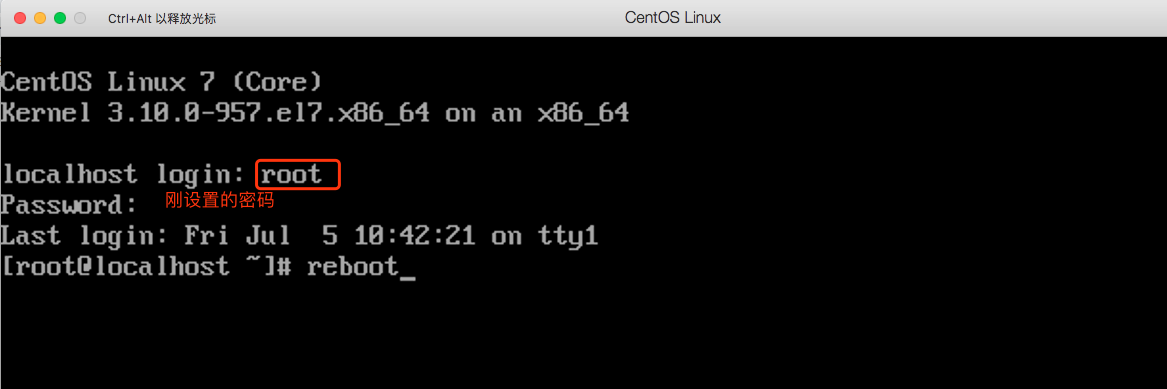 Ctrl+Alt 以释放光标 CentOS Linux
CentOS Linux 7 (Core)
Kernel 3.10.0-957.el7.x86_64 on an x86_64
localhost login: root
Password: 刚设置的密码
Last login: Fri Jul  5 10:42:21 on tty1
[root@localhost ~]# reboot_